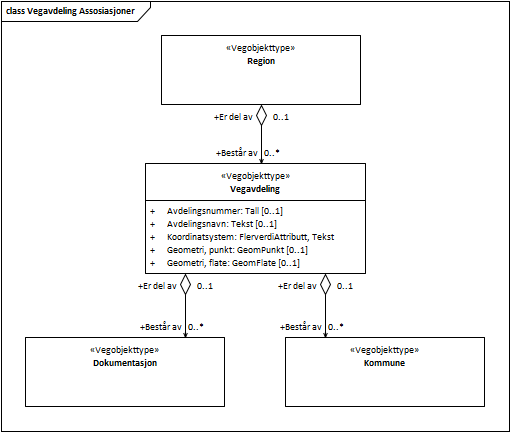 class Vegavdeling Assosiasjoner
«Vegobjekttype»
Region
+Er del av 0..1
+Består av 0..*
«Vegobjekttype»
Vegavdeling
+ Avdelingsnummer: Tall [0..1]
+ Avdelingsnavn: Tekst [0..1]
+ Koordinatsystem: FlerverdiAttributt, Tekst
+ Geometri, punkt: GeomPunkt [0..1]
+ Geometri, flate: GeomFlate [0..1]
+Er del av 0..1 +Er del av 0..1
+Består av 0..* +Består av 0..*
«Vegobjekttype» «Vegobjekttype»
Dokumentasjon Kommune